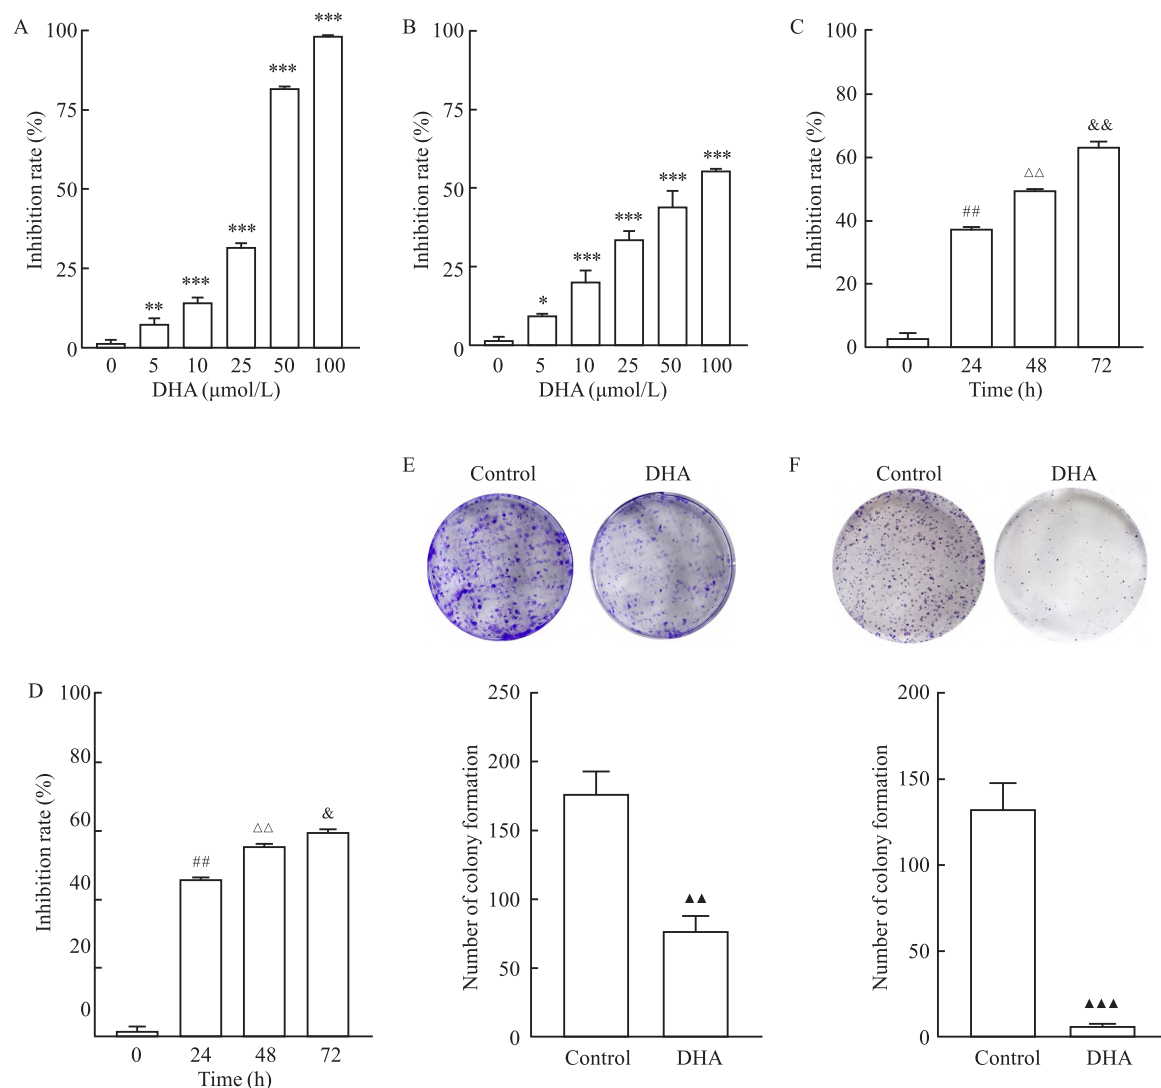 A
Inhibition rate (%)
100
75
50
25
0
** *** *** *** ***
0 5 10 25 50 100
DHA (μmol/L)
B
Inhibition rate (%)
100
75
50
25
0
* *** *** *** ***
0 5 10 25 50 100
DHA (μmol/L)
C
Inhibition rate (%)
100
80
60
40
20
0
## △△ &&
0 24 48 72
Time (h)
D
Inhibition rate (%)
100
80
60
40
20
0
## △△ &
0 24 48 72
Time (h)
E
Control DHA
Number of colony formation
250
200
150
100
50
0
▲▲
Control DHA
F
Control DHA
Number of colony formation
200
150
100
50
0
▲▲▲
Control DHA